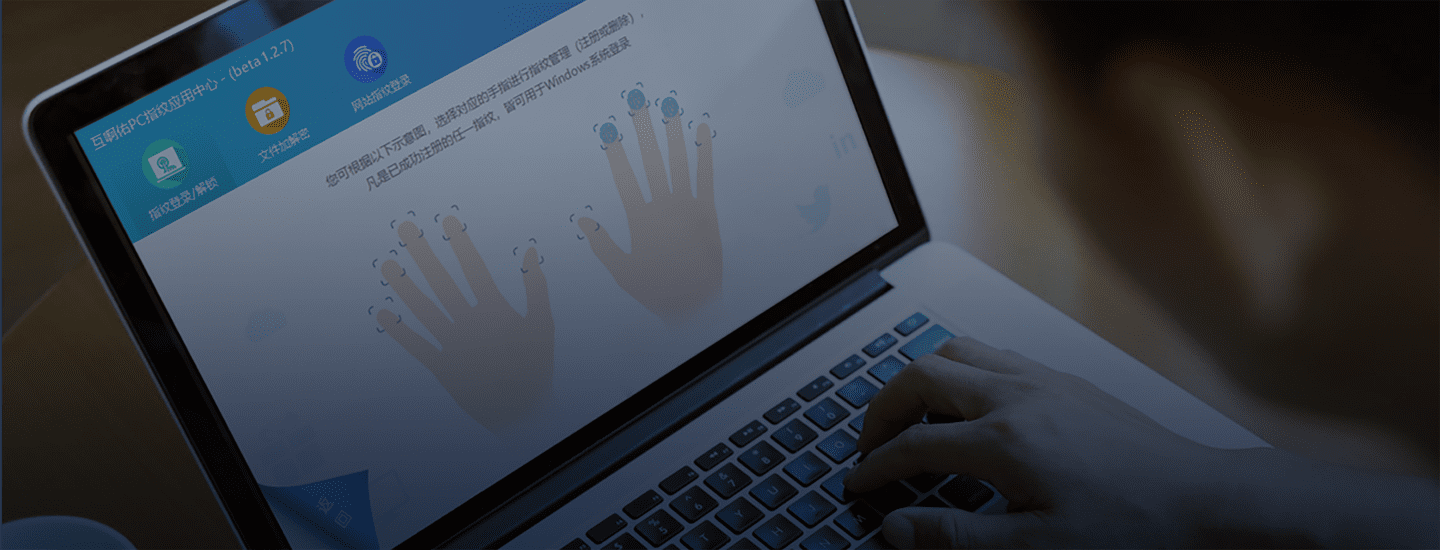 互啊佑PC指纹应用中心 - (beta 1.2.7)
指纹登录/解锁
文件加解密
网站指纹登录
您可根据以下示意图，选择对应的手指进行指纹管理（注册或删除），
凡是已成功注册的任一指纹，皆可用于Windows系统登录
in